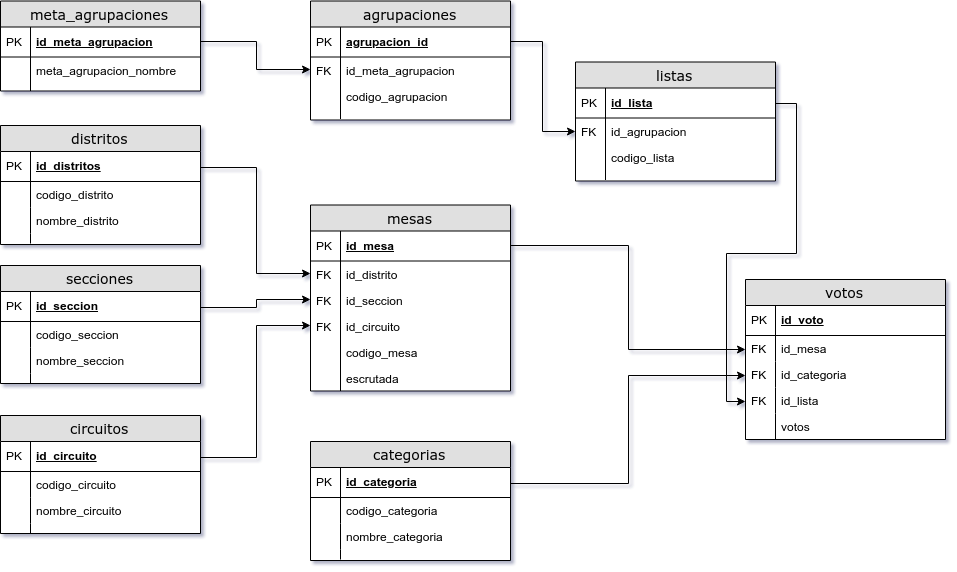 meta_agrupaciones
PK id_meta_agrupacion
meta_agrupacion_nombre
agrupaciones
PK agrupacion_id
FK id_meta_agrupacion
codigo_agrupacion
listas
PK id_lista
FK id_agrupacion
codigo_lista
distritos
PK id_distritos
codigo_distrito
nombre_distrito
mesas
PK id_mesa
FK id_distrito
FK id_seccion
FK id_circuito
codigo_mesa
escrutada
secciones
PK id_seccion
codigo_seccion
nombre_seccion
votos
PK id_voto
FK id_mesa
FK id_categoria
FK id_lista
votos
circuitos
PK id_circuito
codigo_circuito
nombre_circuito
categorias
PK id_categoria
codigo_categoria
nombre_categoria